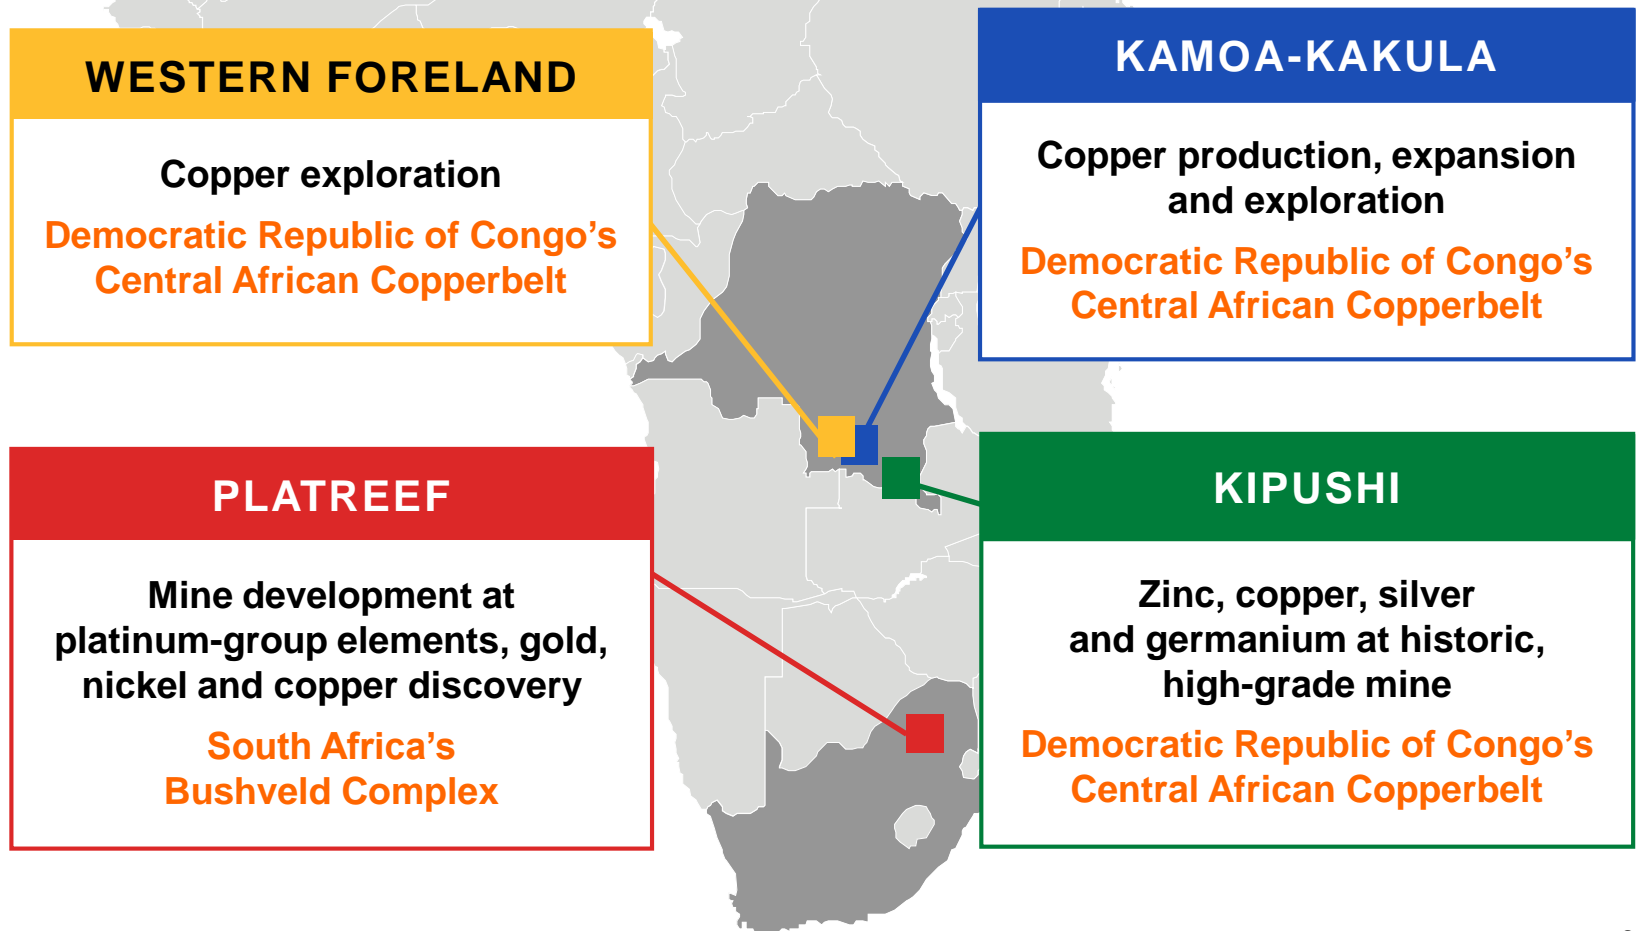 WESTERN FORELAND
Copper exploration
Democratic Republic of Congo’s
Central African Copperbelt
KAMOA-KAKULA
Copper production, expansion
and exploration
Democratic Republic of Congo’s
Central African Copperbelt
PLATREEF
Mine development at
platinum-group elements, gold,
nickel and copper discovery
South Africa’s
Bushveld Complex
KIPUSHI
Zinc, copper, silver
and germanium at historic,
high-grade mine
Democratic Republic of Congo’s
Central African Copperbelt